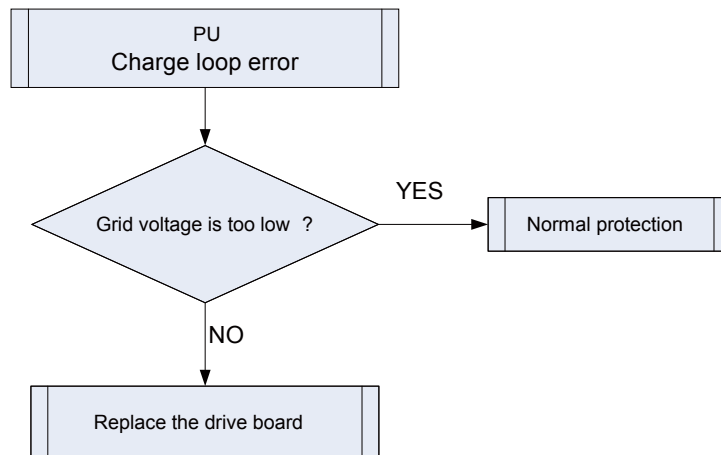 PU
Charge loop error
YES
Grid voltage is too low ?
Normal protection
NO
Replace the drive board